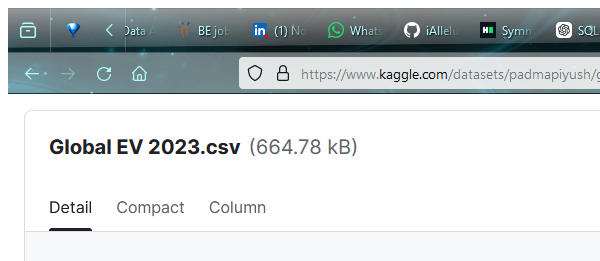 Data A BE job (1) No Whats iAllelu Symm SQL
https://www.kaggle.com/datasets/padmapiyush/g
Global EV 2023.csv (664.78 kB)
Detail Compact Column